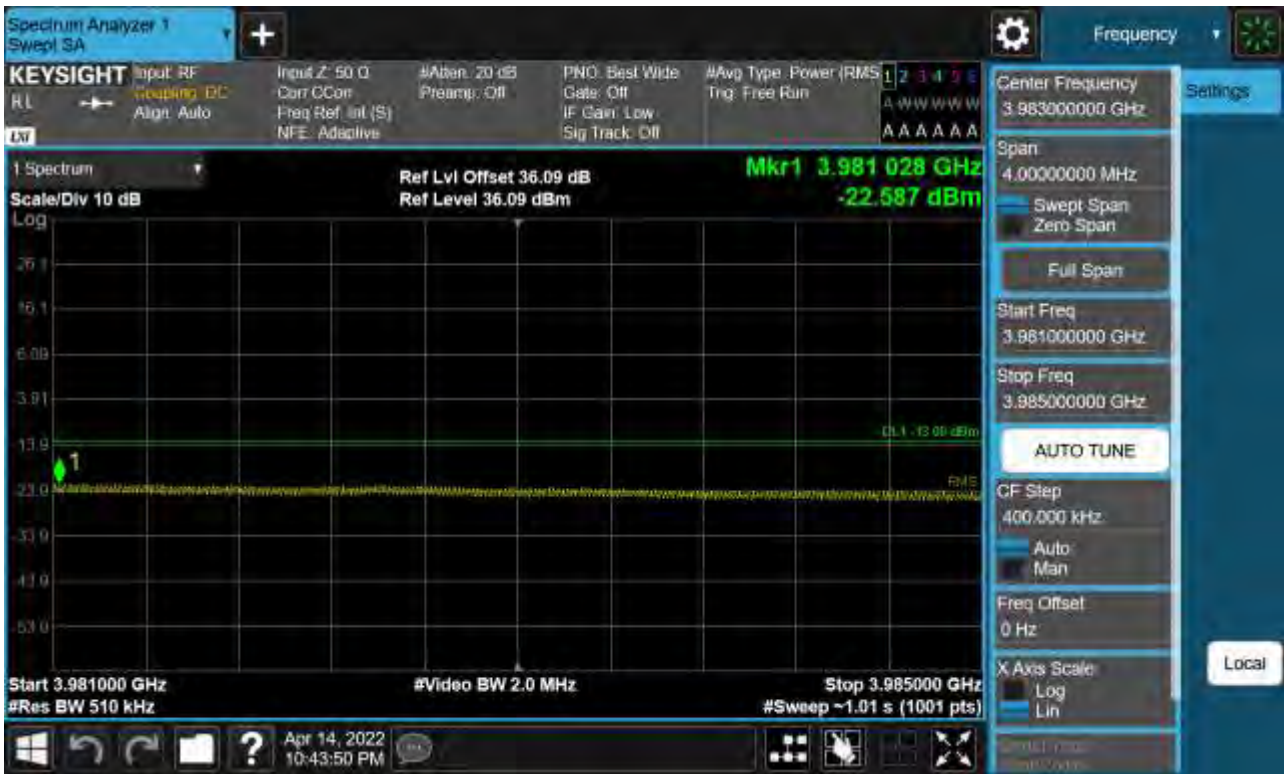 Spectrum Analyzer 1
Swept SA
Frequency
KEYSIGHT
RL
LXI
Input: RF
Coupling: DC
Align: Auto
Input Z: 50 Ω
Corr CCorr
Freq Ref: Int (S)
NFE: Adaptive
#Atten: 20 dB
Preamp: Off
PNO: Best Wide
Gate: Off
IF Gain: Low
Sig Track: Off
#Avg Type: Power (RMS
Trig: Free Run
1 2 3 4 5 6
A W W W W W
A A A A A A
1 Spectrum
Scale/Div 10 dB
Log
Ref Lvl Offset 36.09 dB
Ref Level 36.09 dBm
Mkr1 3.981 028 GHz
-22.587 dBm
26.1
16.1
6.09
-3.91
-13.9
-23.9
-33.9
-43.9
-53.9
1
DL1 -13.00 dBm
RMS
Start 3.981000 GHz
#Res BW 510 kHz
#Video BW 2.0 MHz
Stop 3.985000 GHz
#Sweep ~1.01 s (1001 pts)
Center Frequency
3.983000000 GHz
Settings
Span
4.00000000 MHz
Swept Span
Zero Span
Full Span
Start Freq
3.981000000 GHz
Stop Freq
3.985000000 GHz
AUTO TUNE
CF Step
400.000 kHz
Auto
Man
Freq Offset
0 Hz
X Axis Scale
Log
Lin
Local
?
Apr 14, 2022
10:43:50 PM